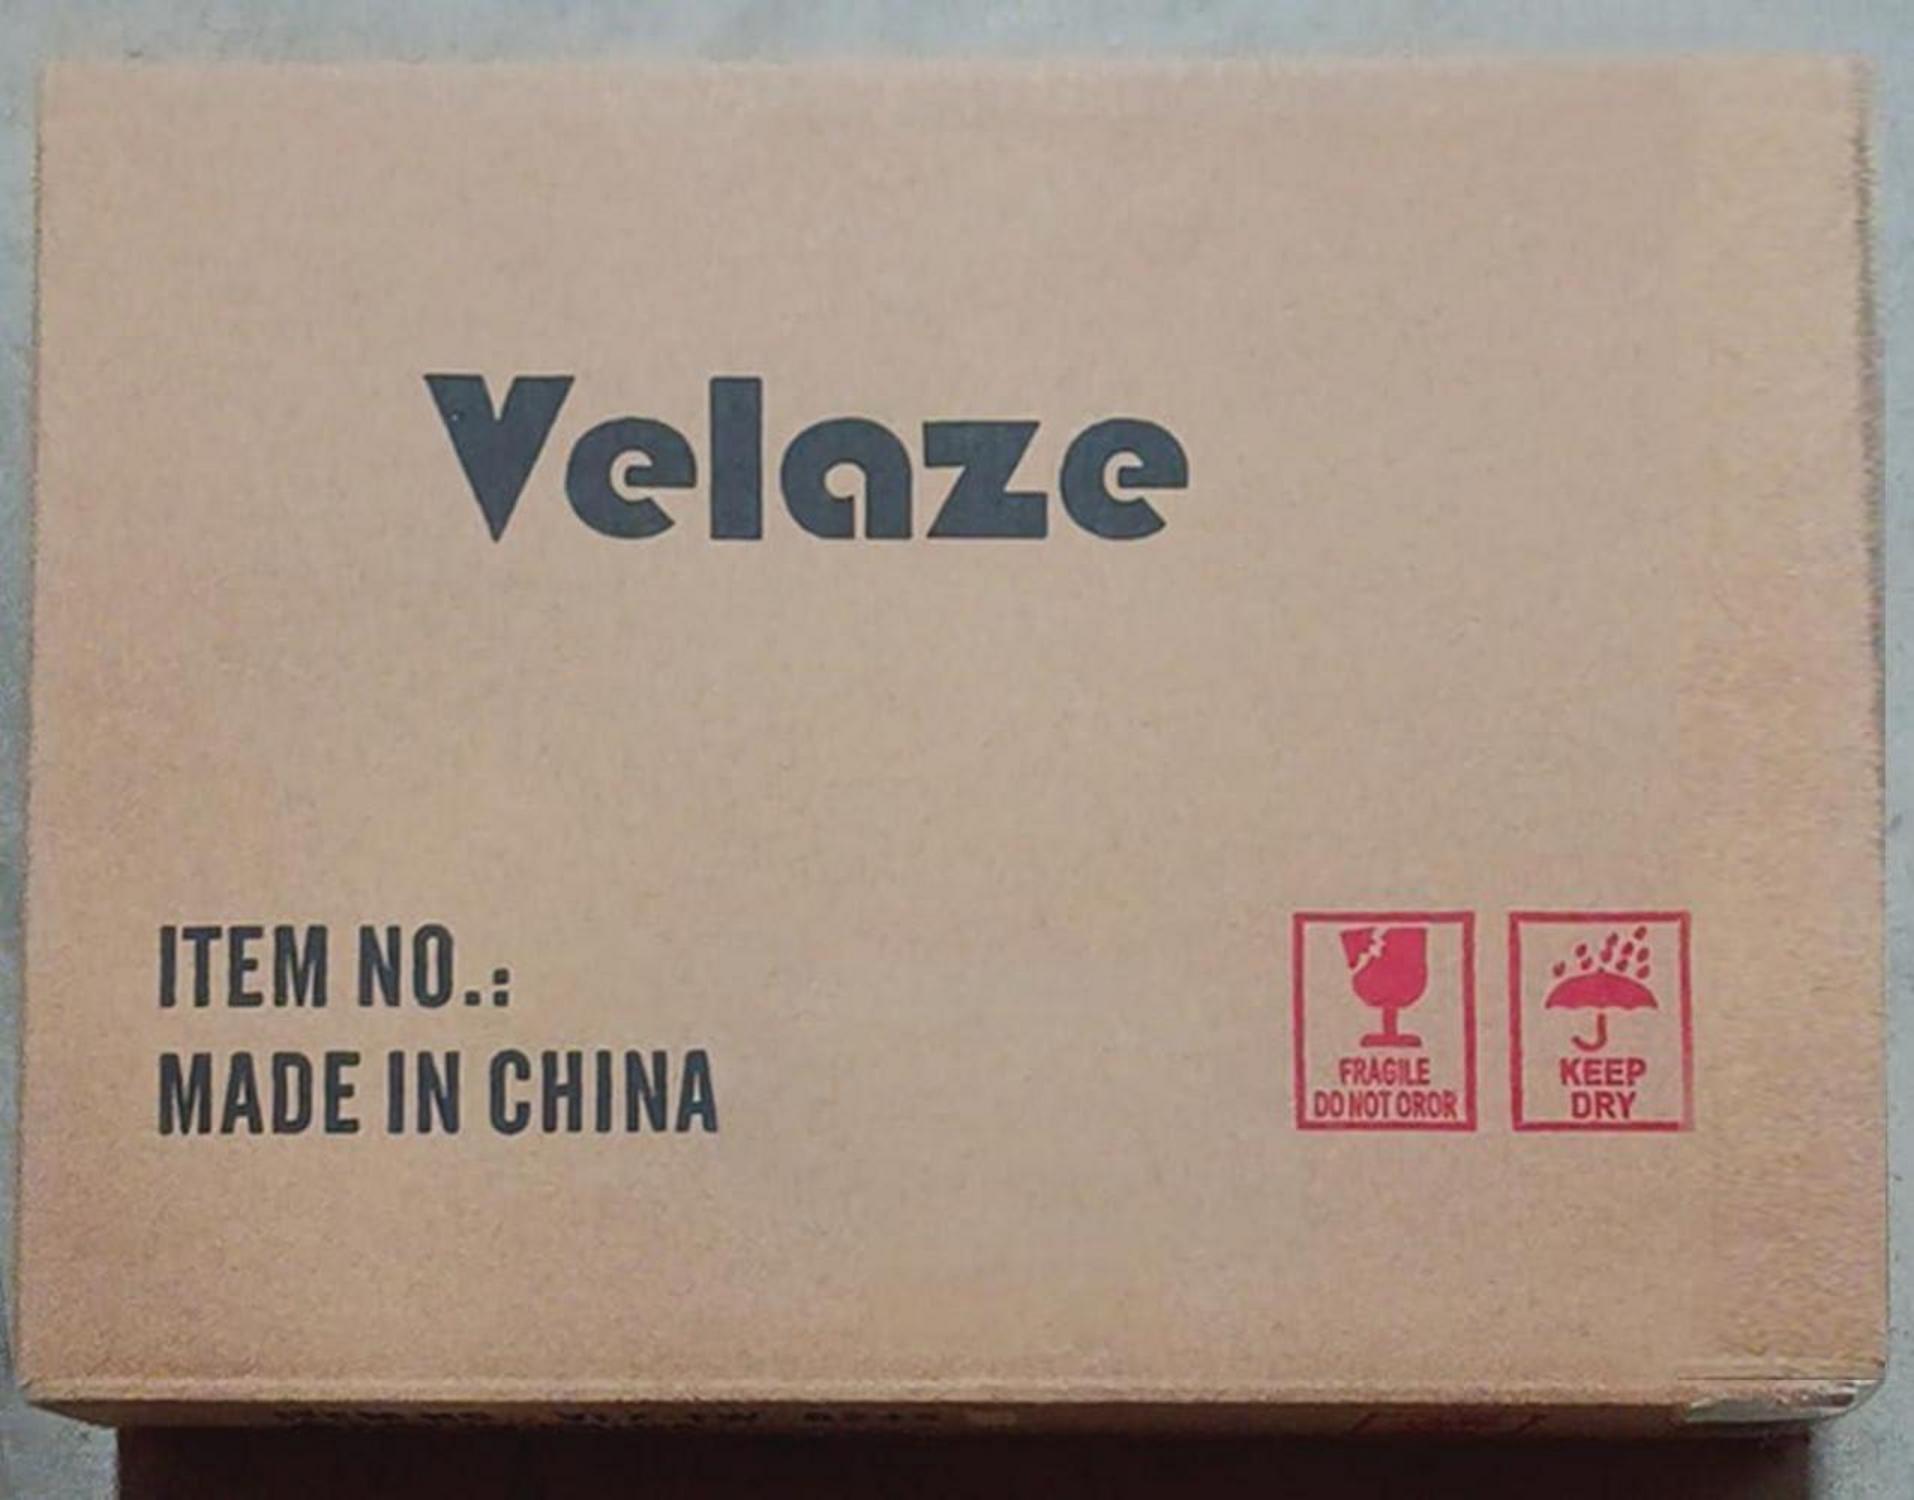 Velaze
ITEM NO.:
MADE IN CHINA
FRAGILE
DO NOT OROR
KEEP
DRY